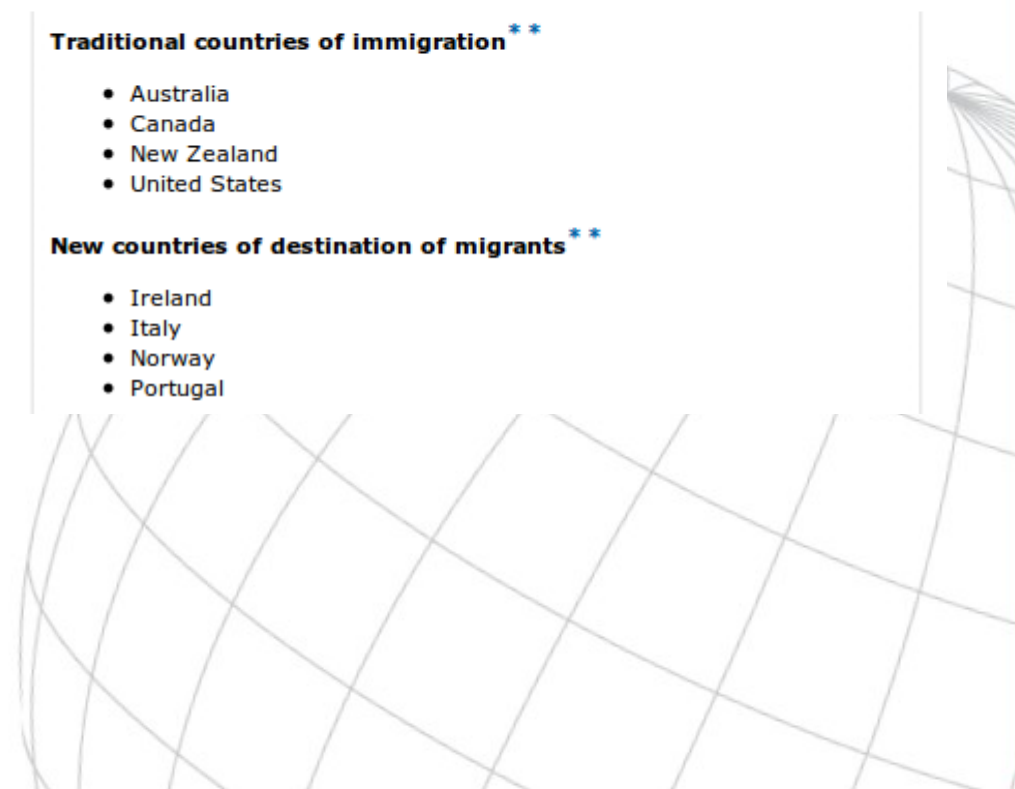 Traditional countries of immigration**
• Australia
• Canada
• New Zealand
• United States
New countries of destination of migrants**
• Ireland
• Italy
• Norway
• Portugal